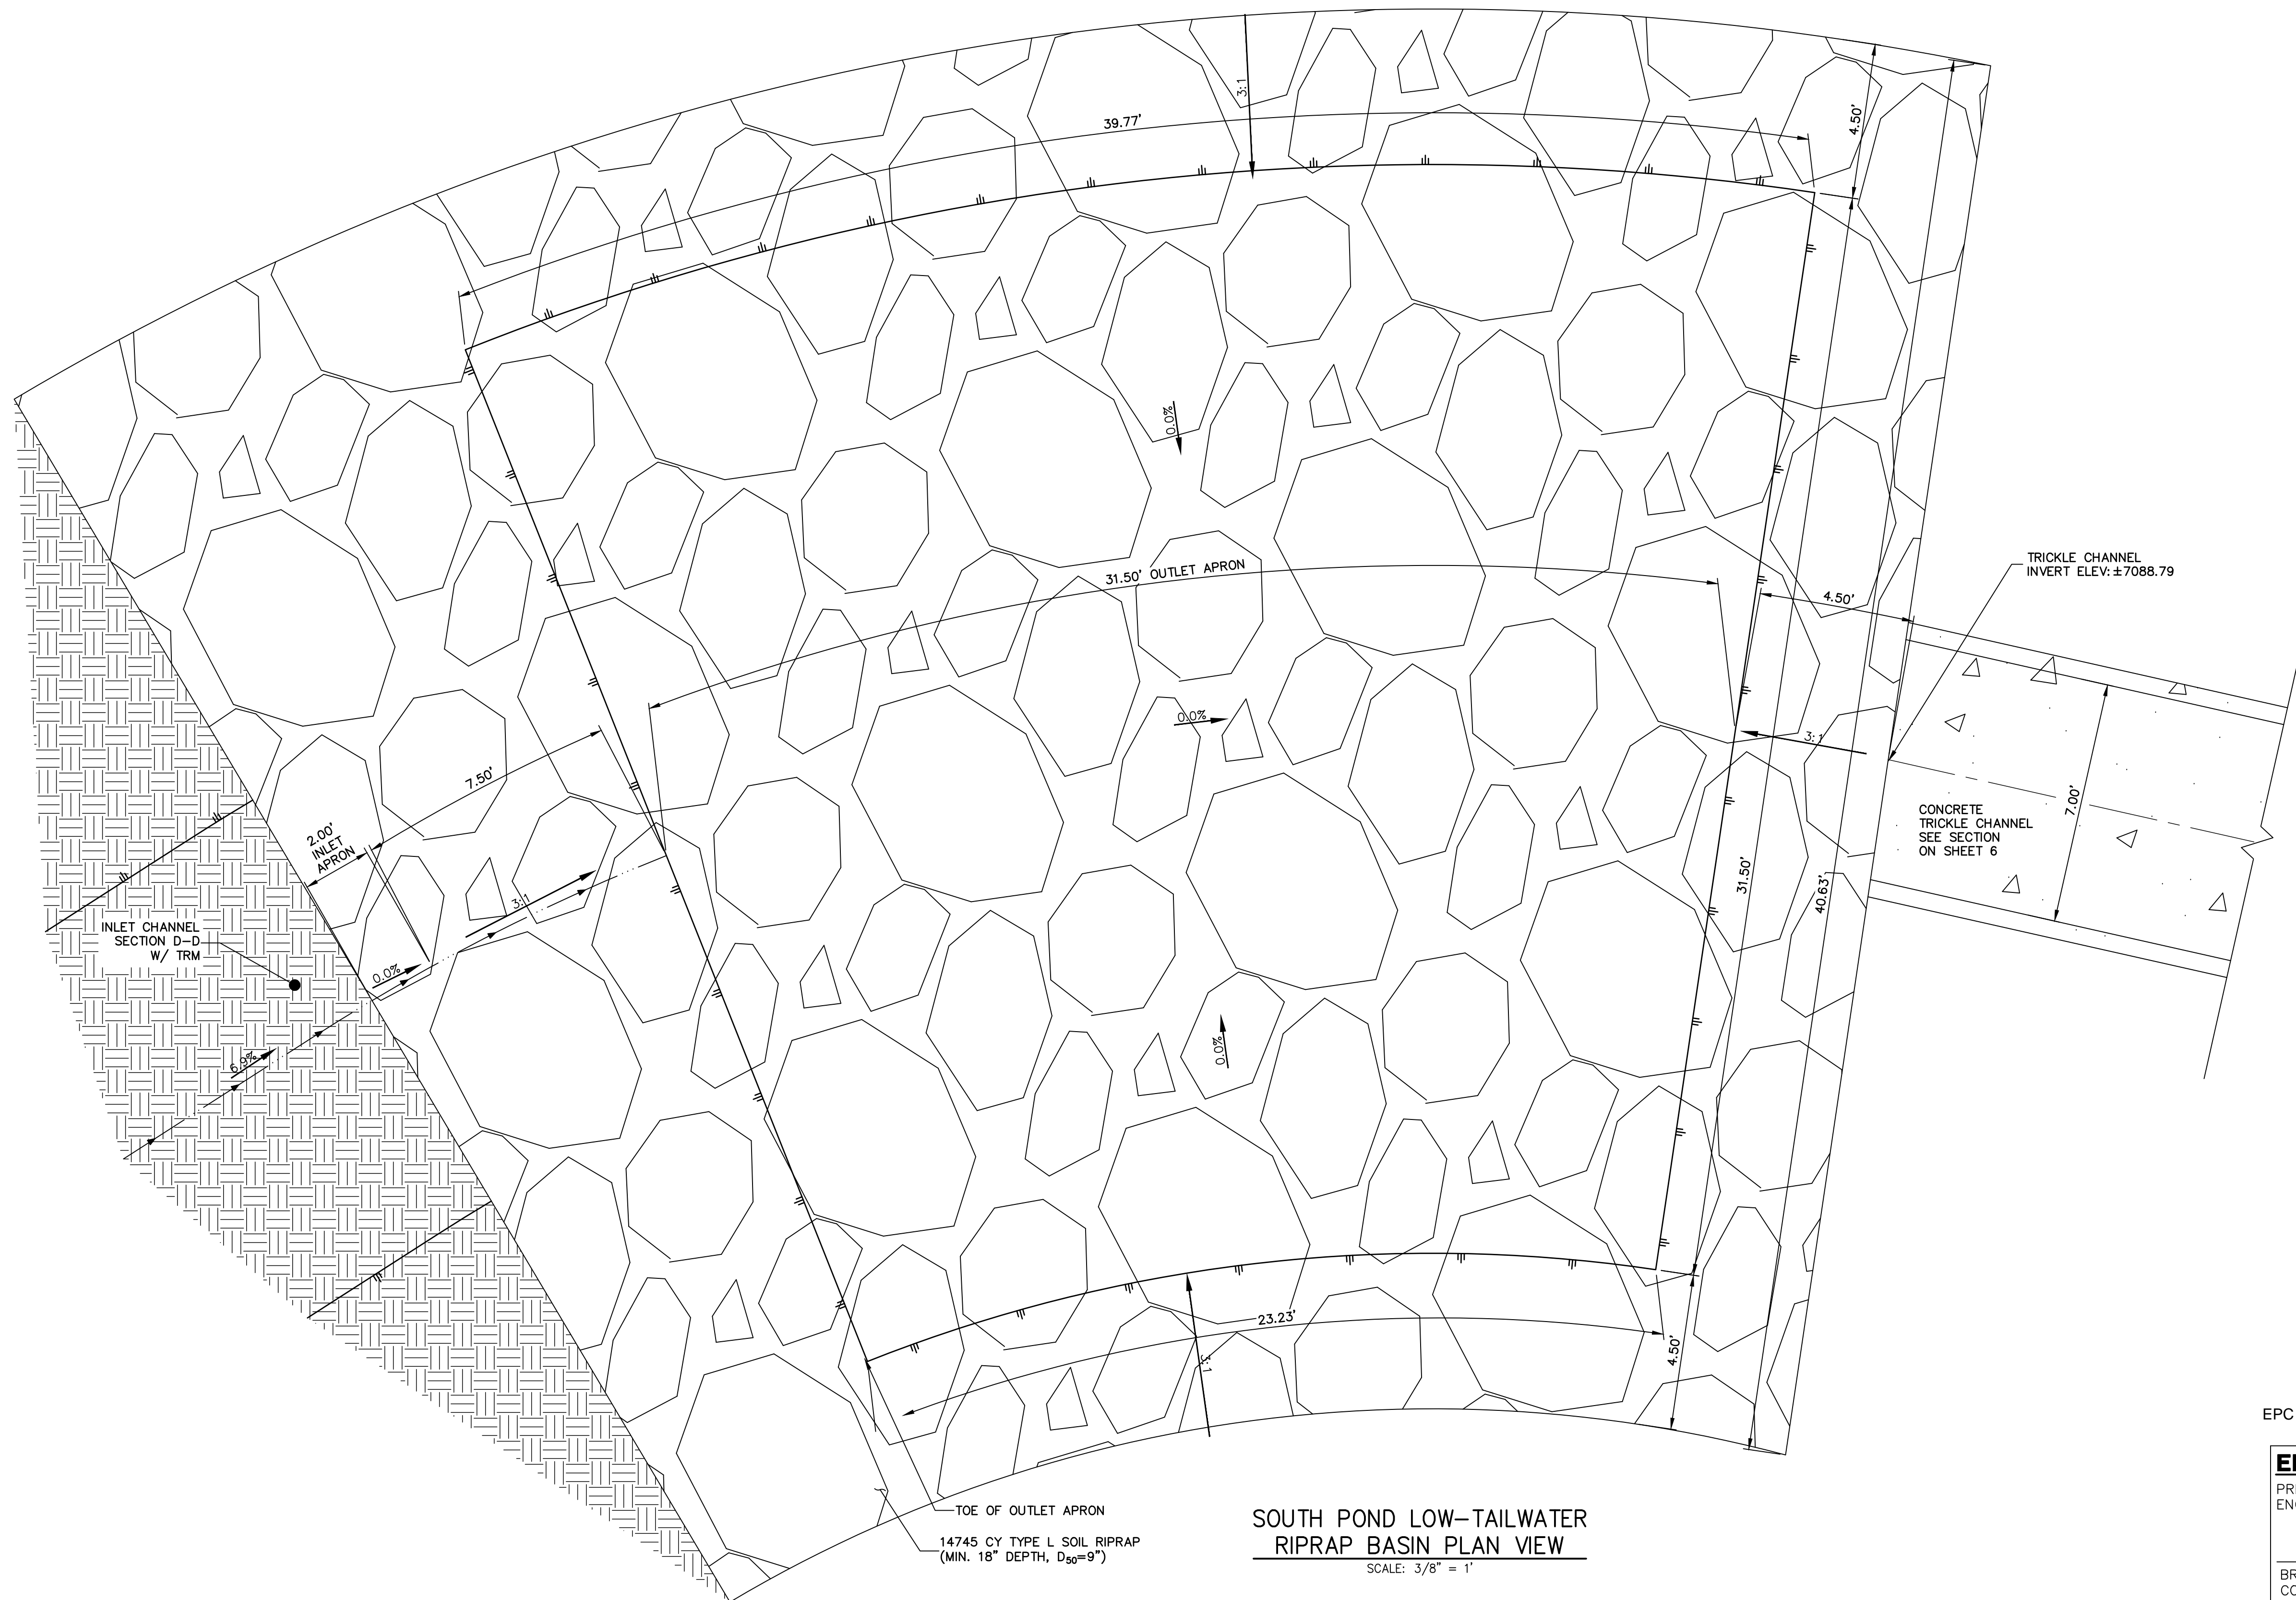 3:1
39.77'
4.50'
0.0%
31.50' OUTLET APRON
TRICKLE CHANNEL
INVERT ELEV: ±7088.79
4.50'
0.0%
3:1
7.50'
2.00'
INLET
APRON
3:1
CONCRETE
TRICKLE CHANNEL
SEE SECTION
ON SHEET 6
7.00'
31.50'
40.63'
INLET CHANNEL
SECTION D-D
W/ TRM
0.0%
6.9%
0.0%
23.23'
3:1
4.50'
TOE OF OUTLET APRON
14745 CY TYPE L SOIL RIPRAP
(MIN. 18" DEPTH, D50=9")
SOUTH POND LOW-TAILWATER
RIPRAP BASIN PLAN VIEW
SCALE: 3/8" = 1'
EPC